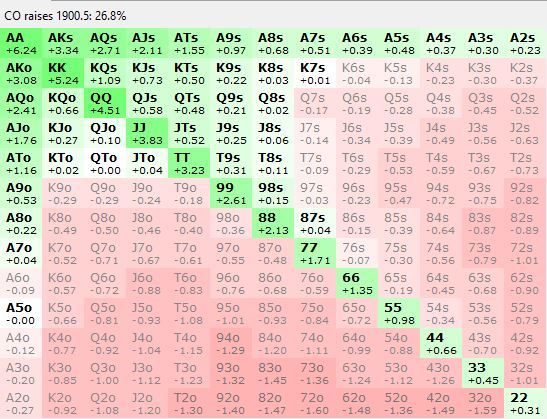 CO raises 1900.5: 26.8%
AA AKs AQs AJs ATs A9s A8s A7s A6s A5s A4s A3s A2s
+6.24 +3.34 +2.71 +2.11 +1.55 +0.97 +0.68 +0.51 +0.39 +0.48 +0.37 +0.30 +0.23
AKo KK KQs KJs KTs K9s K8s K7s K6s K5s K4s K3s K2s
+3.08 +5.24 +1.09 +0.73 +0.50 +0.22 +0.03 +0.01 -0.04 -0.13 -0.23 -0.30 -0.37
AQo KQo QQ QJs QTs Q9s Q8s Q7s Q6s Q5s Q4s Q3s Q2s
+2.41 +0.66 +4.51 +0.58 +0.48 +0.21 +0.02 -0.17 -0.19 -0.28 -0.38 -0.45 -0.52
AJo KJo QJo JJ JTs J9s J8s J7s J6s J5s J4s J3s J2s
+1.76 +0.27 +0.10 +3.83 +0.52 +0.25 +0.06 -0.14 -0.34 -0.39 -0.49 -0.56 -0.63
ATo KTo QTo JTo TT T9s T8s T7s T6s T5s T4s T3s T2s
+1.16 +0.02 +0.00 +0.04 +3.23 +0.31 +0.11 -0.09 -0.29 -0.53 -0.59 -0.67 -0.73
A9o K9o Q9o J9o T9o 99 98s 97s 96s 95s 94s 93s 92s
+0.53 -0.29 -0.29 -0.24 -0.18 +2.61 +0.15 -0.03 -0.23 -0.47 -0.72 -0.75 -0.82
A8o K8o Q8o J8o T8o 98o 88 87s 86s 85s 84s 83s 82s
+0.22 -0.49 -0.50 -0.46 -0.40 -0.36 +2.13 +0.04 -0.15 -0.39 -0.64 -0.87 -0.89
A7o K7o Q7o J7o T7o 97o 87o 77 76s 75s 74s 73s 72s
+0.04 -0.52 -0.71 -0.67 -0.61 -0.55 -0.48 +1.71 -0.07 -0.30 -0.56 -0.79 -1.01
A6o K6o Q6o J6o T6o 96o 86o 76o 66 65s 64s 63s 62s
-0.09 -0.57 -0.72 -0.88 -0.83 -0.76 -0.68 -0.59 +1.35 -0.19 -0.45 -0.68 -0.90
A5o K5o Q5o J5o T5o 95o 85o 75o 65o 55 54s 53s 52s
-0.00 -0.66 -0.81 -0.93 -1.08 -1.01 -0.93 -0.84 -0.72 +0.98 -0.34 -0.56 -0.79
A4o K4o Q4o J4o T4o 94o 84o 74o 64o 54o 44 43s 42s
-0.12 -0.77 -0.92 -1.04 -1.15 -1.29 -1.20 -1.11 -0.99 -0.88 +0.66 -0.70 -0.92
A3o K3o Q3o J3o T3o 93o 83o 73o 63o 53o 43o 33 32s
-0.20 -0.85 -1.00 -1.12 -1.23 -1.32 -1.45 -1.36 -1.24 -1.12 -1.26 +0.45 -1.01
A2o K2o Q2o J2o T2o 92o 82o 72o 62o 52o 42o 32o 22
-0.27 -0.92 -1.08 -1.20 -1.30 -1.40 -1.47 -1.60 -1.48 -1.36 -1.49 -1.59 +0.31